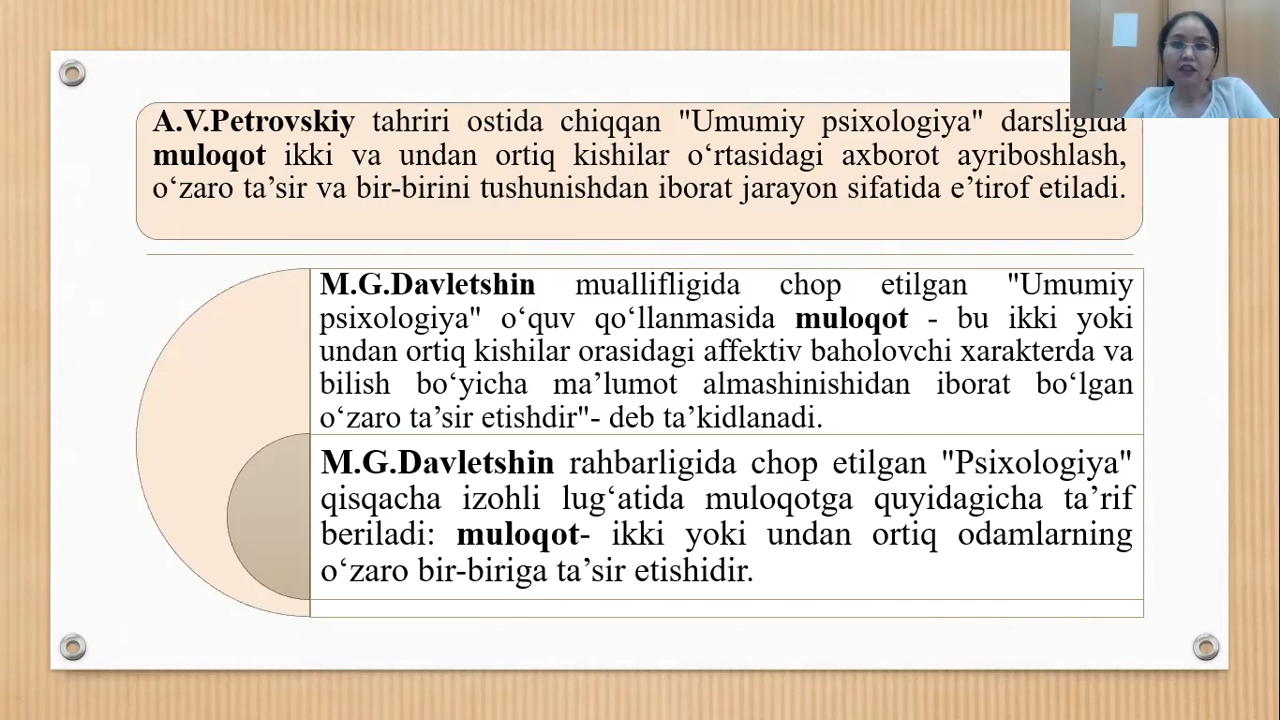 A.V.Petrovskiy tahriri ostida chiqqan "Umumiy psixologiya" darsligida
muloqot ikki va undan ortiq kishilar o‘rtasidagi axborot ayriboshlash,
o‘zaro ta’sir va bir-birini tushunishdan iborat jarayon sifatida e’tirof etiladi.
M.G.Davletshin muallifligida chop etilgan "Umumiy
psixologiya" o‘quv qo‘llanmasida muloqot - bu ikki yoki
undan ortiq kishilar orasidagi affektiv baholovchi xarakterda va
bilish bo‘yicha ma’lumot almashinishidan iborat bo‘lgan
o‘zaro ta’sir etishdir"- deb ta’kidlanadi.
M.G.Davletshin rahbarligida chop etilgan "Psixologiya"
qisqacha izohli lug‘atida muloqotga quyidagicha ta’rif
beriladi: muloqot- ikki yoki undan ortiq odamlarning
o‘zaro bir-biriga ta’sir etishidir.